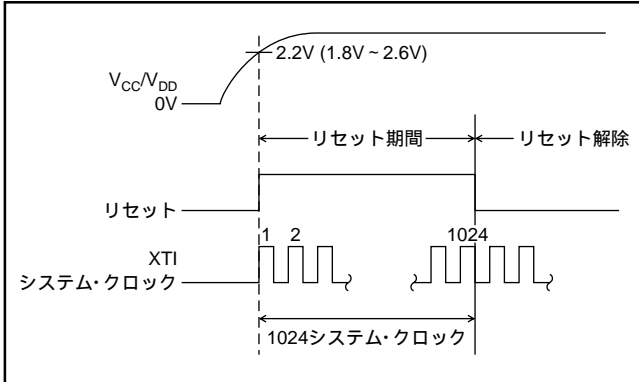 2.2V (1.8V~2.6V)
VCC/VDD
0V
リセット期間
リセット解除
リセット
1 2 1024
XTI
システム・クロック
1024システム・クロック